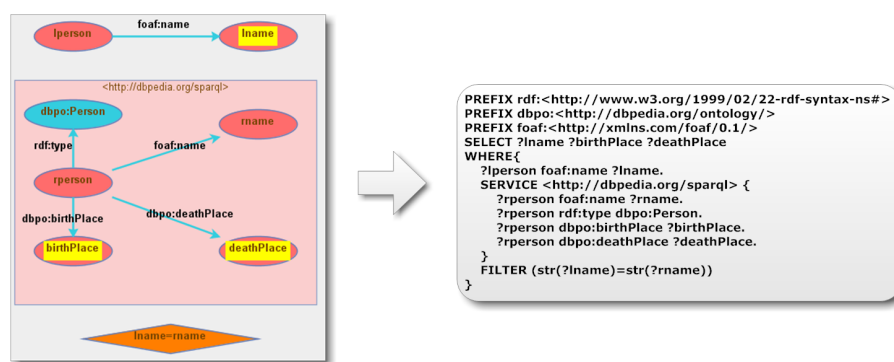 foaf:name
lperson
lname
<http://dbpedia.org/sparql>
dbpo:Person
rname
rdf:type
foaf:name
rperson
dbpo:birthPlace
dbpo:deathPlace
birthPlace
deathPlace
lname=rname
PREFIX rdf:<http://www.w3.org/1999/02/22-rdf-syntax-ns#>
PREFIX dbpo:<http://dbpedia.org/ontology/>
PREFIX foaf:<http://xmlns.com/foaf/0.1/>
SELECT ?lname ?birthPlace ?deathPlace
WHERE{
?lperson foaf:name ?lname.
SERVICE <http://dbpedia.org/sparql> {
?rperson foaf:name ?rname.
?rperson rdf:type dbpo:Person.
?rperson dbpo:birthPlace ?birthPlace.
?rperson dbpo:deathPlace ?deathPlace.
}
FILTER (str(?lname)=str(?rname))
}